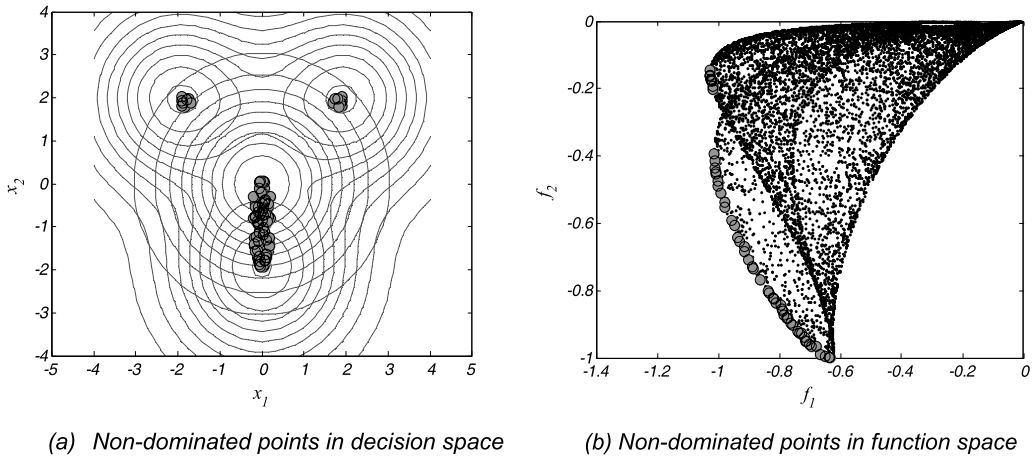 4
3
2
1
0
-1
-2
-3
-4
x2
-5 -4 -3 -2 -1 0 1 2 3 4 5
x1
0
-0.2
-0.4
-0.6
-0.8
-1
f2
-1.4 -1.2 -1 -0.8 -0.6 -0.4 -0.2 0
f1
(a) Non-dominated points in decision space
(b) Non-dominated points in function space